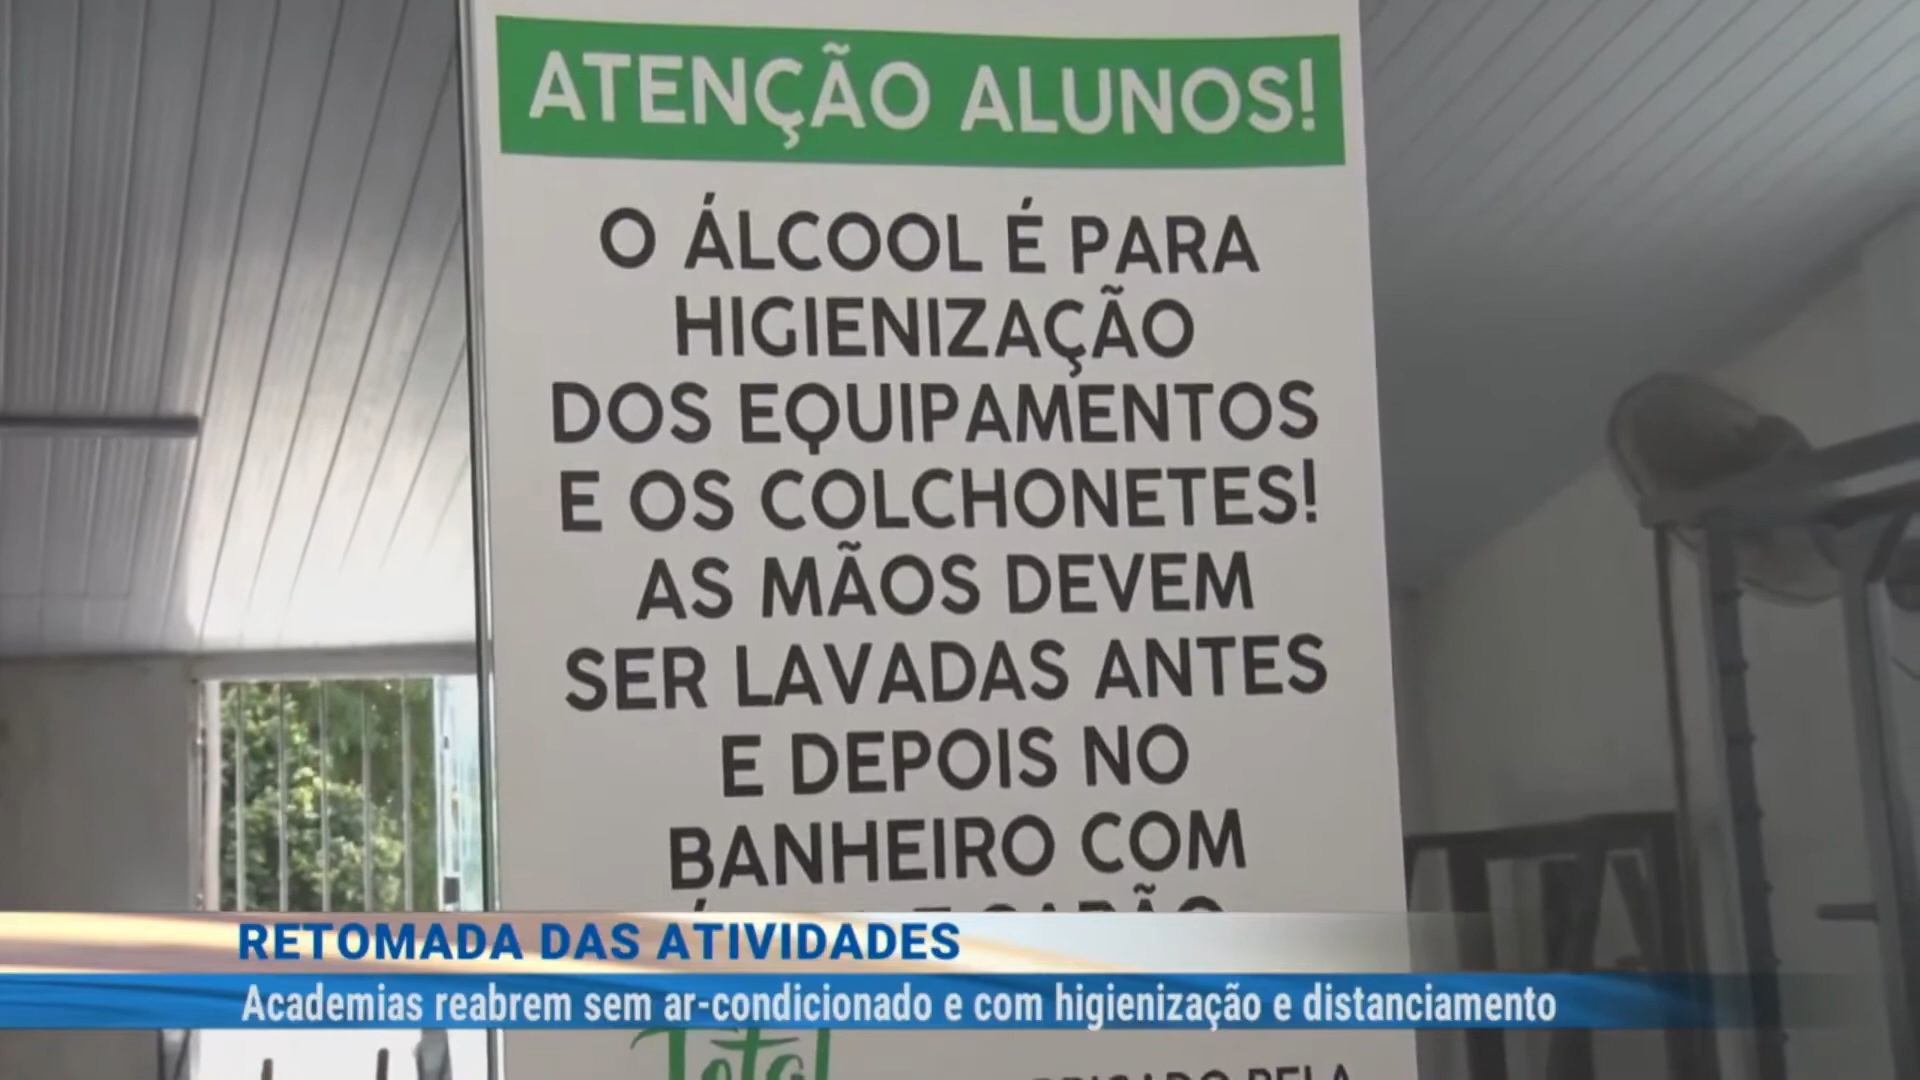 ATENÇÃO ALUNOS!
O ÁLCOOL É PARA
HIGIENIZAÇÃO
DOS EQUIPAMENTOS
E OS COLCHONETES!
AS MÃOS DEVEM
SER LAVADAS ANTES
E DEPOIS NO
BANHEIRO COM
RETOMADA DAS ATIVIDADES
Academias reabrem sem ar-condicionado e com higienização e distanciamento
Total